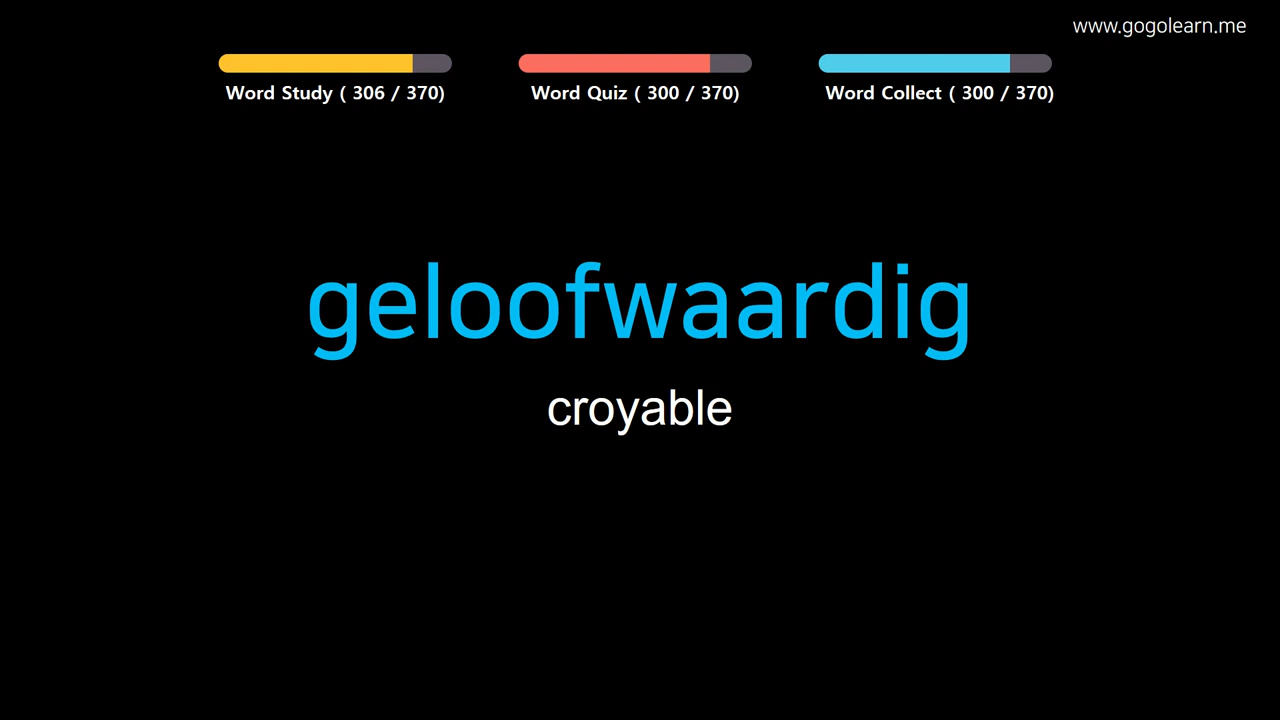 www.gogolearn.me
Word Study ( 306 / 370)
Word Quiz ( 300 / 370)
Word Collect ( 300 / 370)
geloofwaardig
croyable